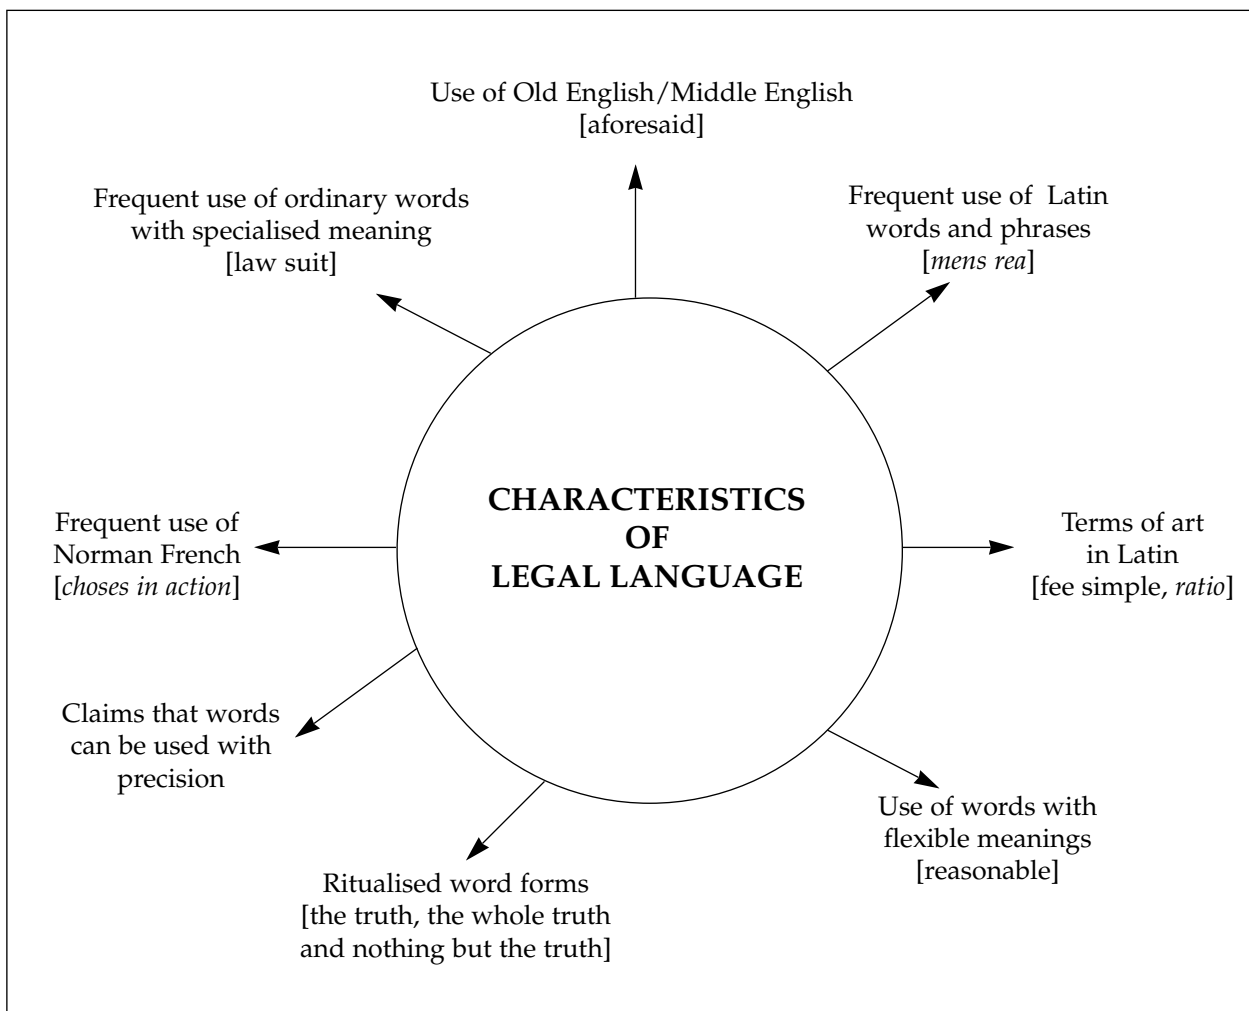 Use of Old English/Middle English
[aforesaid]
Frequent use of ordinary words
with specialised meaning
[law suit]
Frequent use of Latin
words and phrases
[mens rea]
CHARACTERISTICS
OF
LEGAL LANGUAGE
Frequent use of
Norman French
[choses in action]
Terms of art
in Latin
[fee simple, ratio]
Claims that words
can be used with
precision
Use of words with
flexible meanings
[reasonable]
Ritualised word forms
[the truth, the whole truth
and nothing but the truth]